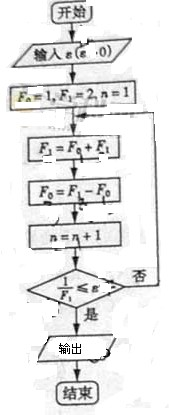 开始
输入 ε(ε 0)
F₀=1, F₁=2, n=1
F₁=F₀+F₁
F₀=F₁-F₀
n=n+1
1/F₁ ≤ ε
否
是
输出
结束